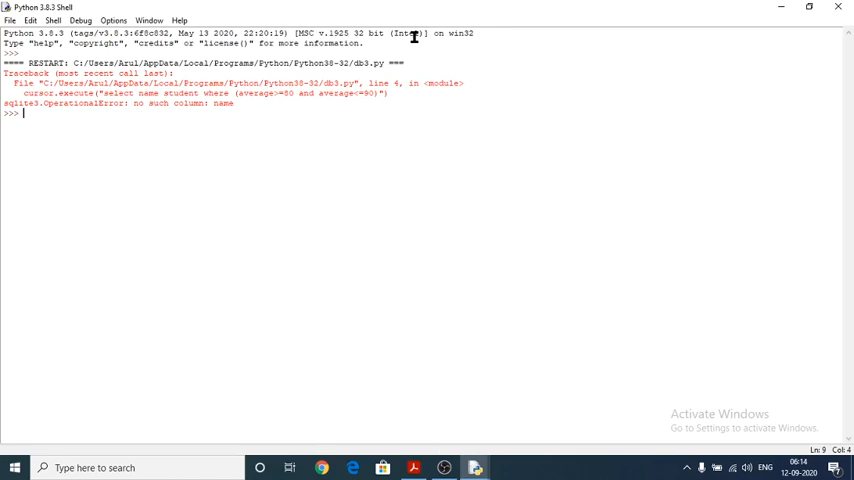 Python 3.8.3 Shell
File Edit Shell Debug Options Window Help
Python 3.8.3 (tags/v3.8.3:6f8c832, May 13 2020, 22:20:19) [MSC v.1925 32 bit (Intel)] on win32
Type "help", "copyright", "credits" or "license()" for more information.
>>>
==== RESTART: C:/Users/Arul/AppData/Local/Programs/Python/Python38-32/db3.py ===
Traceback (most recent call last):
File "C:/Users/Arul/AppData/Local/Programs/Python/Python38-32/db3.py", line 4, in <module>
cursor.execute("select name student where (average>=80 and average<=90)")
sqlite3.OperationalError: no such column: name
>>>
Activate Windows
Go to Settings to activate Windows.
Ln: 9 Col: 4
Type here to search
ENG
06:14
12-09-2020